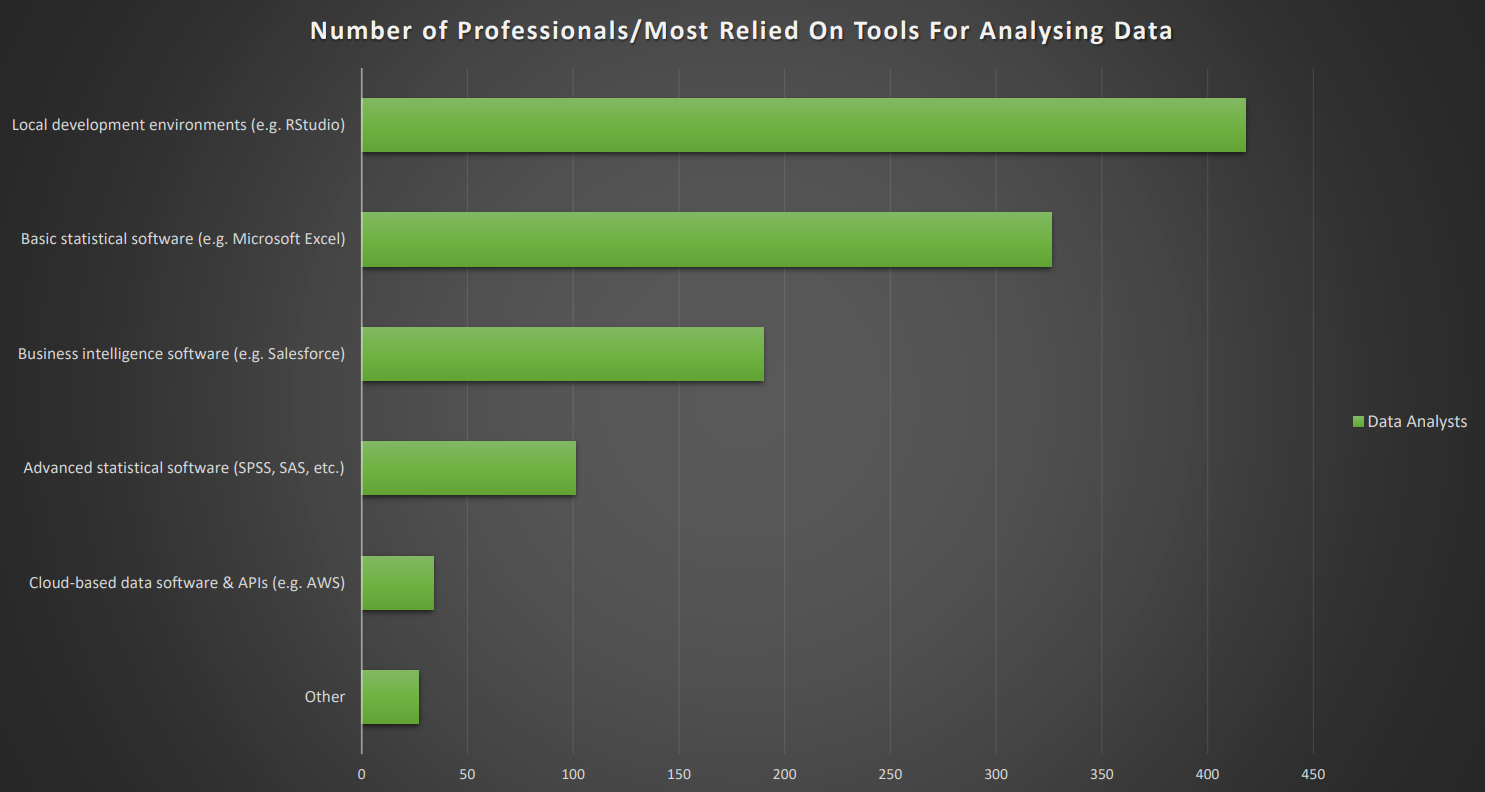 Number of Professionals/Most Relied On Tools For Analysing Data
Local development environments (e.g. RStudio)
Basic statistical software (e.g. Microsoft Excel)
Business intelligence software (e.g. Salesforce)
Advanced statistical software (SPSS, SAS, etc.)
Cloud-based data software & APIs (e.g. AWS)
Other
0 50 100 150 200 250 300 350 400 450
Data Analysts